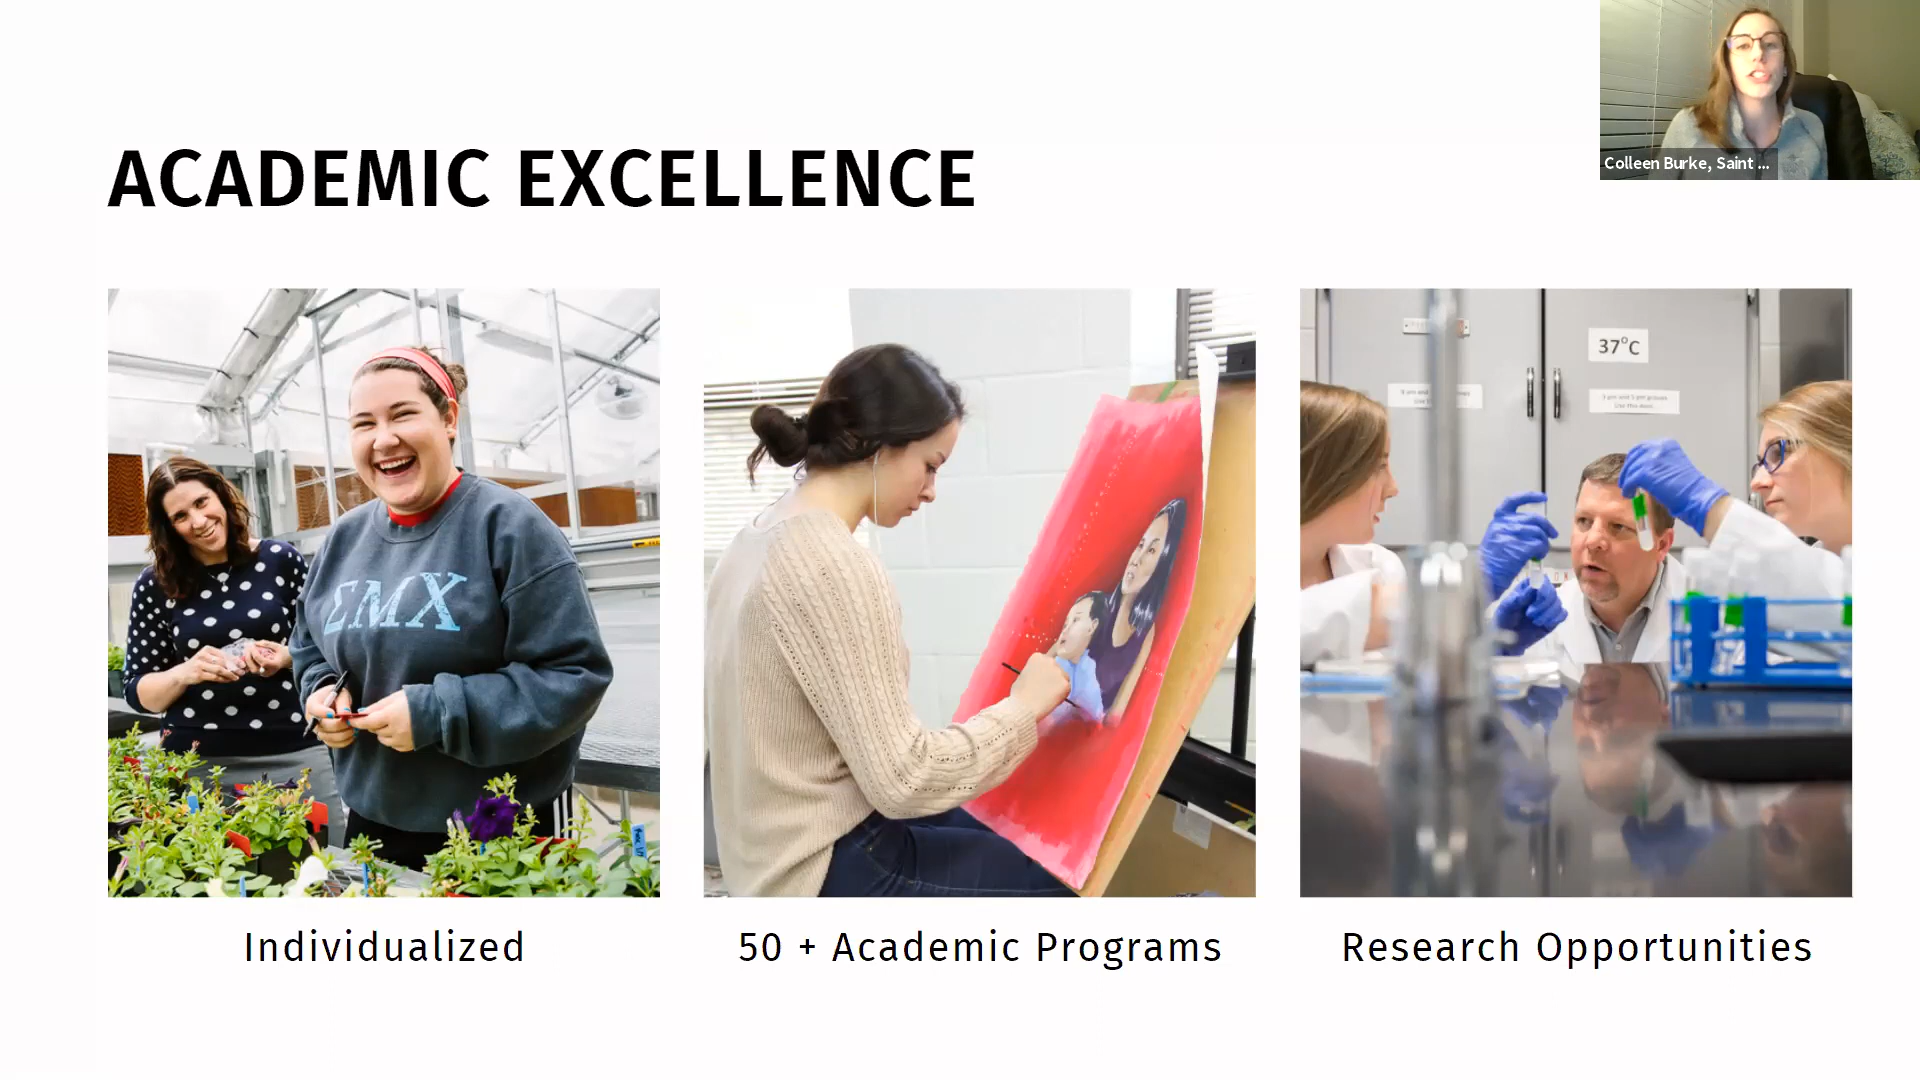 Colleen Burke, Saint ...
ACADEMIC EXCELLENCE
ΣMX
37°C
Individualized
50 + Academic Programs
Research Opportunities